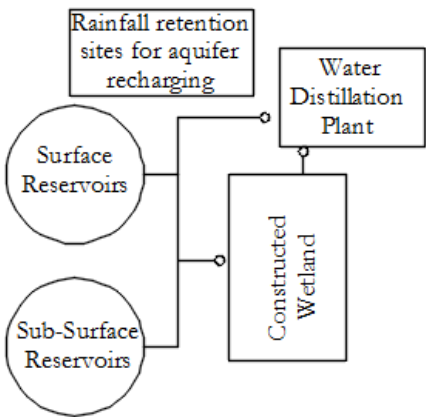 Rainfall retention
sites for aquifer
recharging
Water
Distillation
Plant
Surface
Reservoirs
Constructed
Wetland
Sub-Surface
Reservoirs